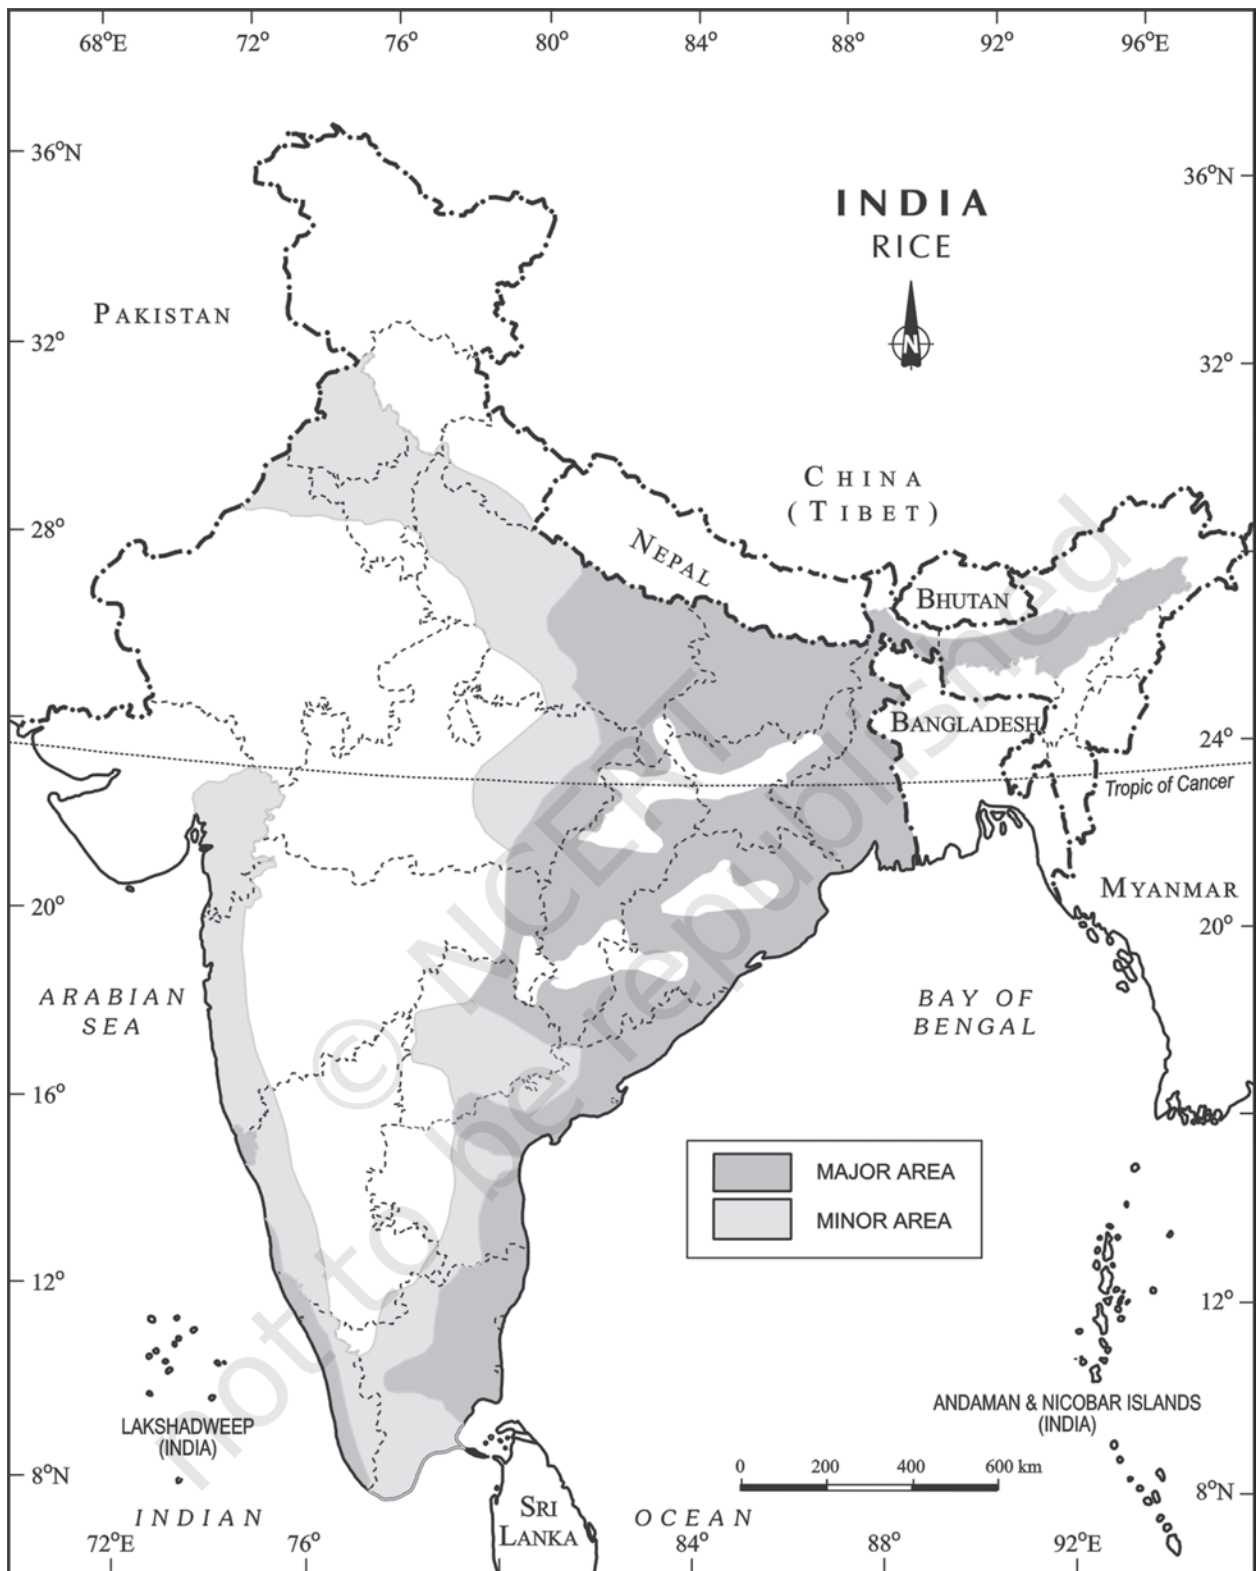 68°E 72° 76° 80° 84° 88° 92° 96°E
36°N
36°N
INDIA
RICE
N
PAKISTAN
32°
32°
CHINA
(TIBET)
NEPAL
28°
BHUTAN
BANGLADESH
24°
Tropic of Cancer
MYANMAR
20°
20°
ARABIAN
SEA
BAY OF
BENGAL
16°
MAJOR AREA
MINOR AREA
12°
12°
LAKSHADWEEP
(INDIA)
ANDAMAN & NICOBAR ISLANDS
(INDIA)
0 200 400 600 km
8°N
8°N
SRI
LANKA
INDIAN
OCEAN
72°E 76° 84° 88° 92°E
© NCERT
not to be republished